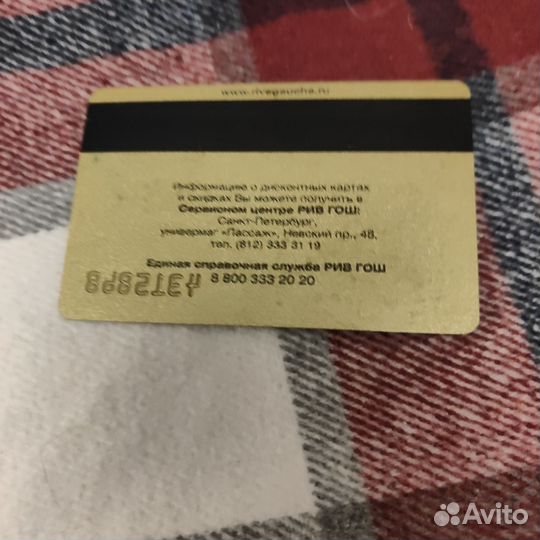 www.rivegauche.ru
Информацию о дисконтных картах
и скидках Вы можете получить в
Сервисном центре РИВ ГОШ:
Санкт-Петербург,
универмаг "Пассаж", Невский пр., 48,
тел. (812) 333 31 19
Единая справочная служба РИВ ГОШ
8 800 333 20 20
Avito